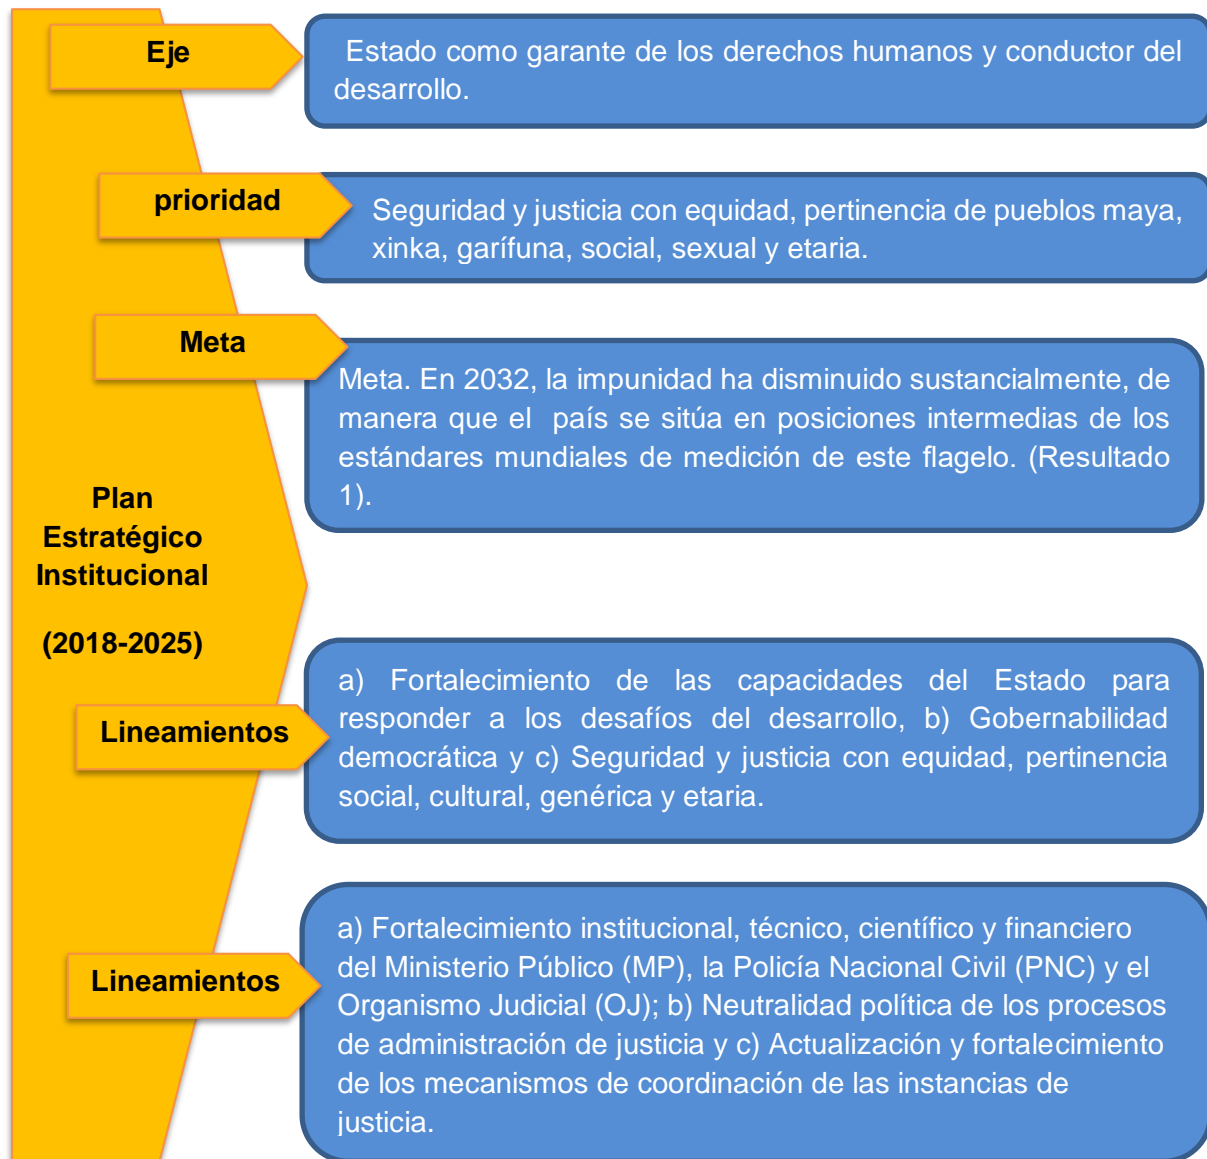 Eje
Estado como garante de los derechos humanos y conductor del
desarrollo.
prioridad
Seguridad y justicia con equidad, pertinencia de pueblos maya,
xinka, garífuna, social, sexual y etaria.
Meta
Meta. En 2032, la impunidad ha disminuido sustancialmente, de
manera que el país se sitúa en posiciones intermedias de los
estándares mundiales de medición de este flagelo. (Resultado
1).
Plan
Estratégico
Institucional
(2018-2025)
Lineamientos
a) Fortalecimiento de las capacidades del Estado para
responder a los desafíos del desarrollo, b) Gobernabilidad
democrática y c) Seguridad y justicia con equidad, pertinencia
social, cultural, genérica y etaria.
Lineamientos
a) Fortalecimiento institucional, técnico, científico y financiero
del Ministerio Público (MP), la Policía Nacional Civil (PNC) y el
Organismo Judicial (OJ); b) Neutralidad política de los procesos
de administración de justicia y c) Actualización y fortalecimiento
de los mecanismos de coordinación de las instancias de
justicia.